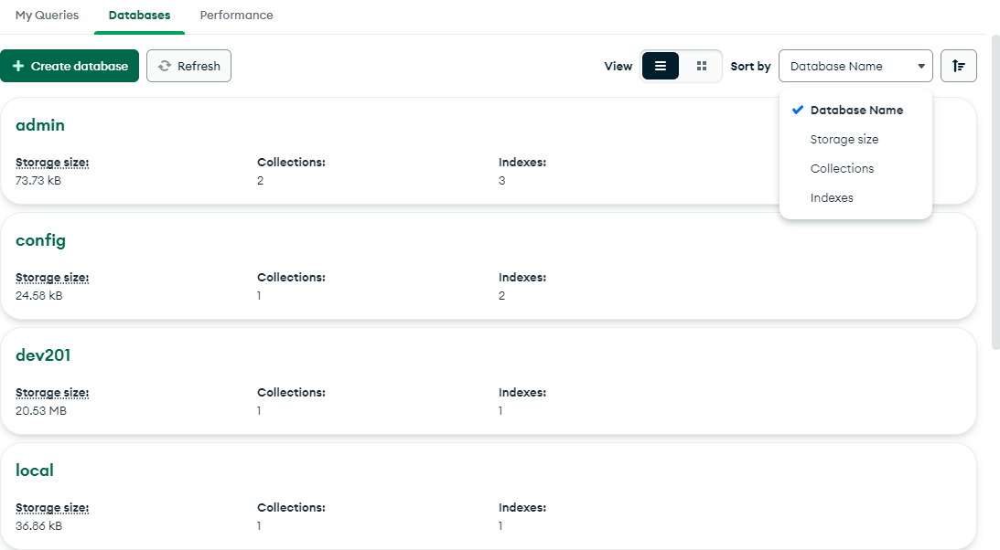 My Queries Databases Performance
Create database Refresh View Sort by Database Name
Database Name
Storage size
Collections
Indexes
admin
Storage size: Collections: Indexes:
73.73 kB 2 3
config
Storage size: Collections: Indexes:
24.58 kB 1 2
dev201
Storage size: Collections: Indexes:
20.53 MB 1 1
local
Storage size: Collections: Indexes:
36.86 kB 1 1